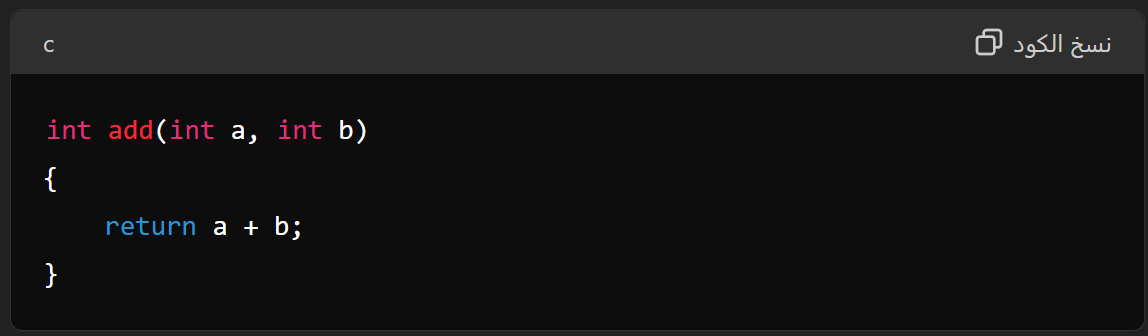 c
نسخ الكود
int add(int a, int b)
{
    return a + b;
}